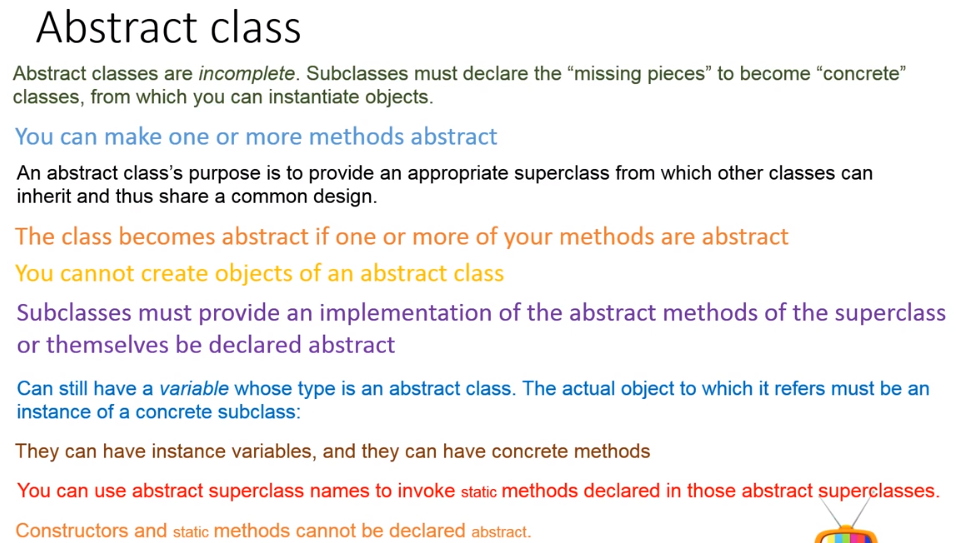 Abstract class
Abstract classes are incomplete. Subclasses must declare the “missing pieces” to become “concrete”
classes, from which you can instantiate objects.
You can make one or more methods abstract
An abstract class’s purpose is to provide an appropriate superclass from which other classes can
inherit and thus share a common design.
The class becomes abstract if one or more of your methods are abstract
You cannot create objects of an abstract class
Subclasses must provide an implementation of the abstract methods of the superclass
or themselves be declared abstract
Can still have a variable whose type is an abstract class. The actual object to which it refers must be an
instance of a concrete subclass:
They can have instance variables, and they can have concrete methods
You can use abstract superclass names to invoke static methods declared in those abstract superclasses.
Constructors and static methods cannot be declared abstract.